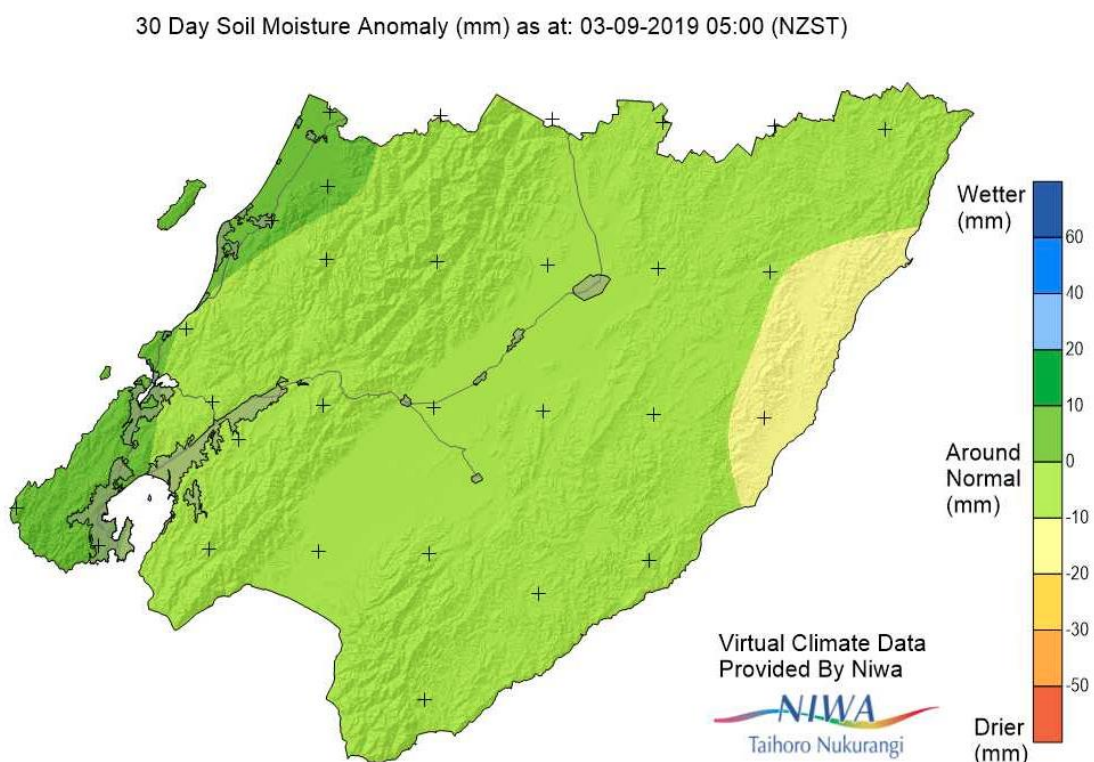 30 Day Soil Moisture Anomaly (mm) as at: 03-09-2019 05:00 (NZST)
Wetter
(mm)
60
40
20
10
Around
Normal
(mm)
0
-10
-20
-30
-50
Drier
(mm)
Virtual Climate Data
Provided By Niwa
NIWA
Taihoro Nukurangi